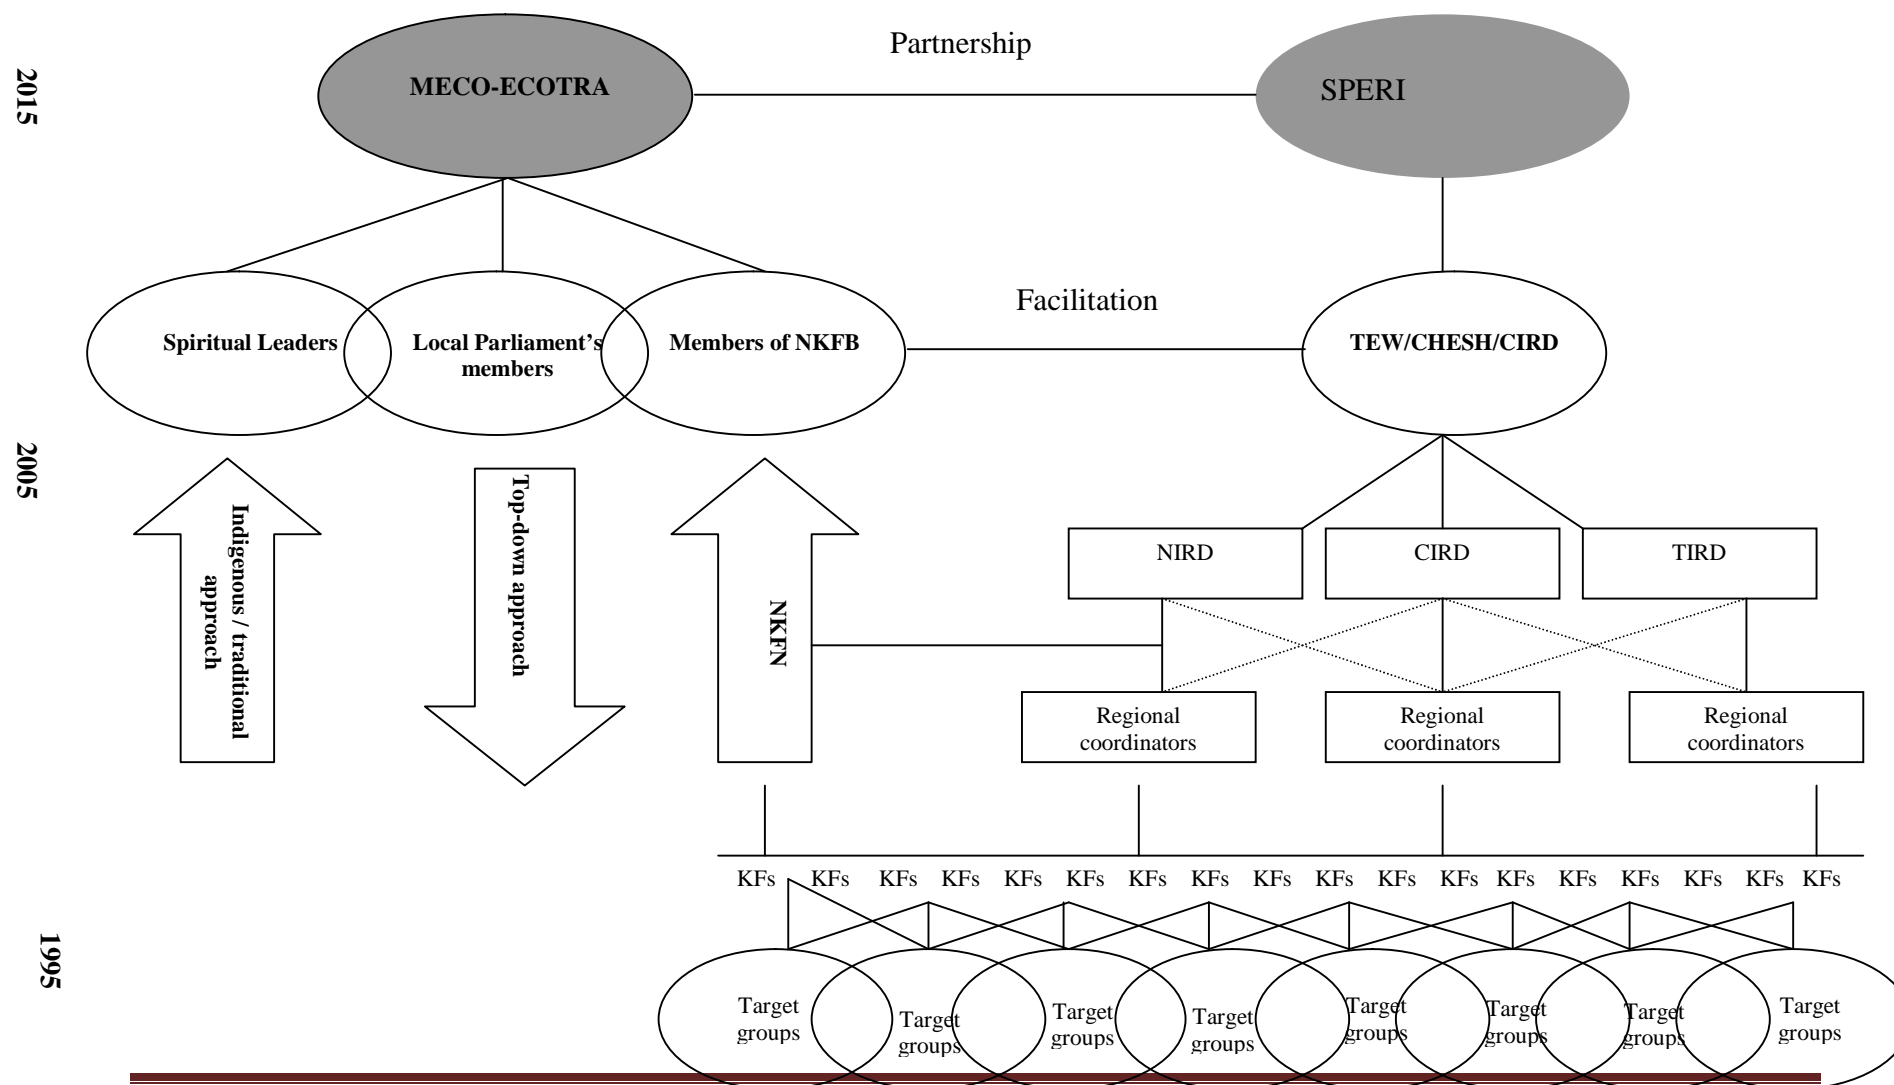 Partnership
2015
MECO-ECOTRA
SPERI
Facilitation
Spiritual Leaders
Local Parliament's
members
Members of NKFB
TEW/CHESH/CIRD
2005
Indigenous / traditional
approach
Top-down approach
NKFN
NIRD
CIRD
TIRD
Regional
coordinators
Regional
coordinators
Regional
coordinators
KFs KFs KFs KFs KFs KFs KFs KFs KFs KFs KFs KFs KFs KFs KFs KFs KFs KFs
1995
Target
groups
Target
groups
Target
groups
Target
groups
Target
groups
Target
groups
Target
groups
Target
groups